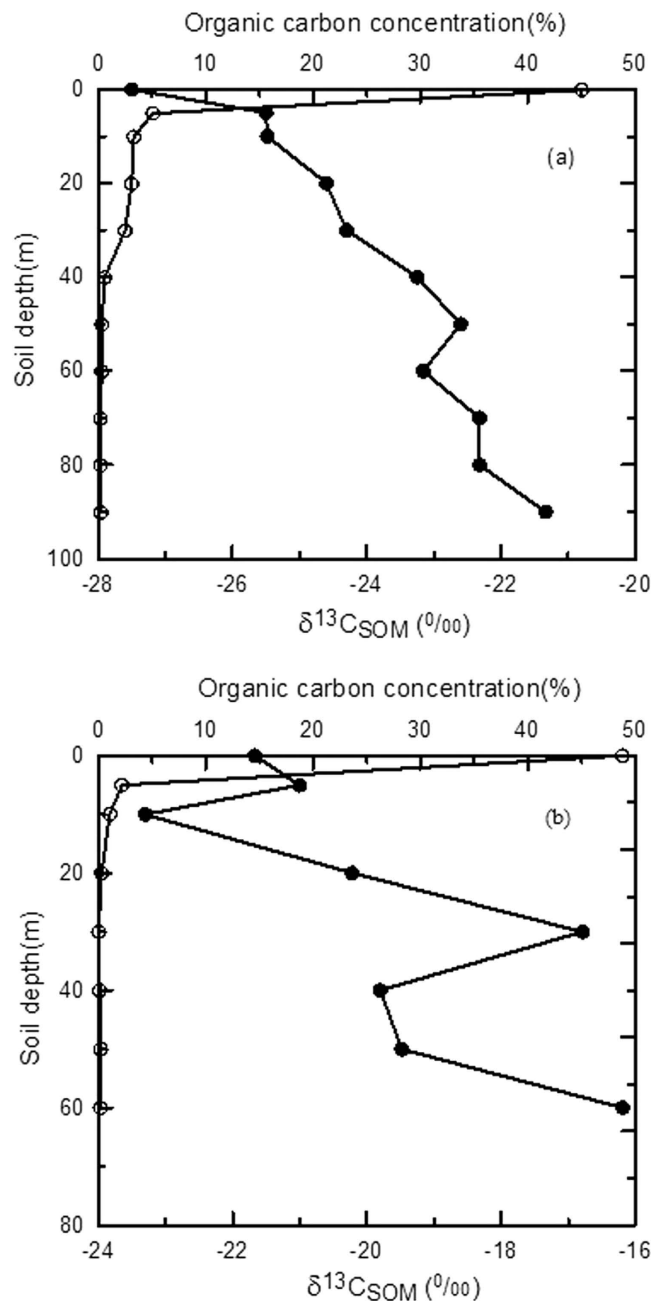 Organic carbon concentration(%)
0 10 20 30 40 50
0
20
40
60
80
100
Soil depth(m)
(a)
-28 -26 -24 -22 -20
δ¹³C_SOM (⁰/₀₀)
Organic carbon concentration(%)
0 10 20 30 40 50
0
20
40
60
80
Soil depth(m)
(b)
-24 -22 -20 -18 -16
δ¹³C_SOM (⁰/₀₀)